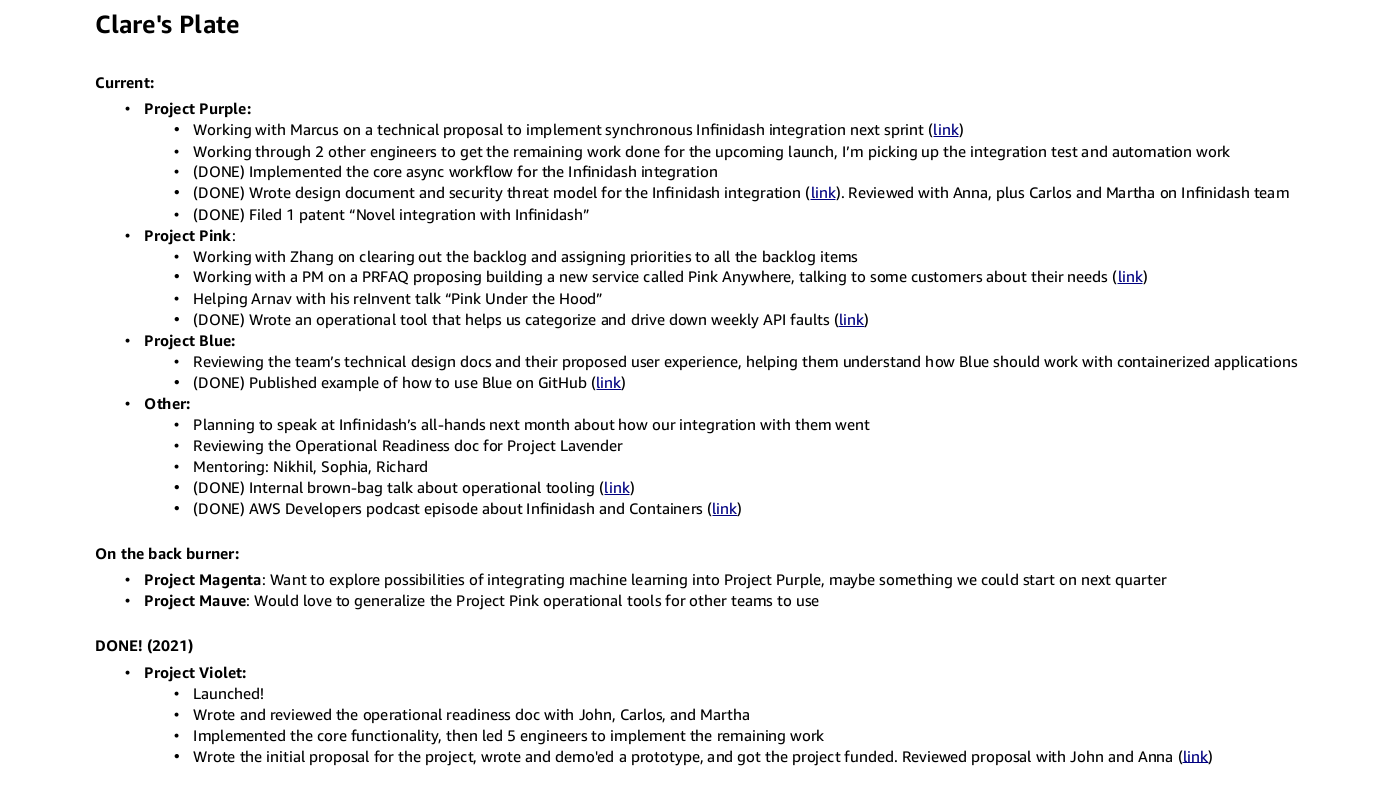 Clare's Plate
Current:
• Project Purple:
• Working with Marcus on a technical proposal to implement synchronous Infinidash integration next sprint (link)
• Working through 2 other engineers to get the remaining work done for the upcoming launch, I’m picking up the integration test and automation work
• (DONE) Implemented the core async workflow for the Infinidash integration
• (DONE) Wrote design document and security threat model for the Infinidash integration (link). Reviewed with Anna, plus Carlos and Martha on Infinidash team
• (DONE) Filed 1 patent “Novel integration with Infinidash”
• Project Pink:
• Working with Zhang on clearing out the backlog and assigning priorities to all the backlog items
• Working with a PM on a PRFAQ proposing building a new service called Pink Anywhere, talking to some customers about their needs (link)
• Helping Arnav with his reInvent talk “Pink Under the Hood”
• (DONE) Wrote an operational tool that helps us categorize and drive down weekly API faults (link)
• Project Blue:
• Reviewing the team’s technical design docs and their proposed user experience, helping them understand how Blue should work with containerized applications
• (DONE) Published example of how to use Blue on GitHub (link)
• Other:
• Planning to speak at Infinidash’s all-hands next month about how our integration with them went
• Reviewing the Operational Readiness doc for Project Lavender
• Mentoring: Nikhil, Sophia, Richard
• (DONE) Internal brown-bag talk about operational tooling (link)
• (DONE) AWS Developers podcast episode about Infinidash and Containers (link)
On the back burner:
• Project Magenta: Want to explore possibilities of integrating machine learning into Project Purple, maybe something we could start on next quarter
• Project Mauve: Would love to generalize the Project Pink operational tools for other teams to use
DONE! (2021)
• Project Violet:
• Launched!
• Wrote and reviewed the operational readiness doc with John, Carlos, and Martha
• Implemented the core functionality, then led 5 engineers to implement the remaining work
• Wrote the initial proposal for the project, wrote and demo'ed a prototype, and got the project funded. Reviewed proposal with John and Anna (link)